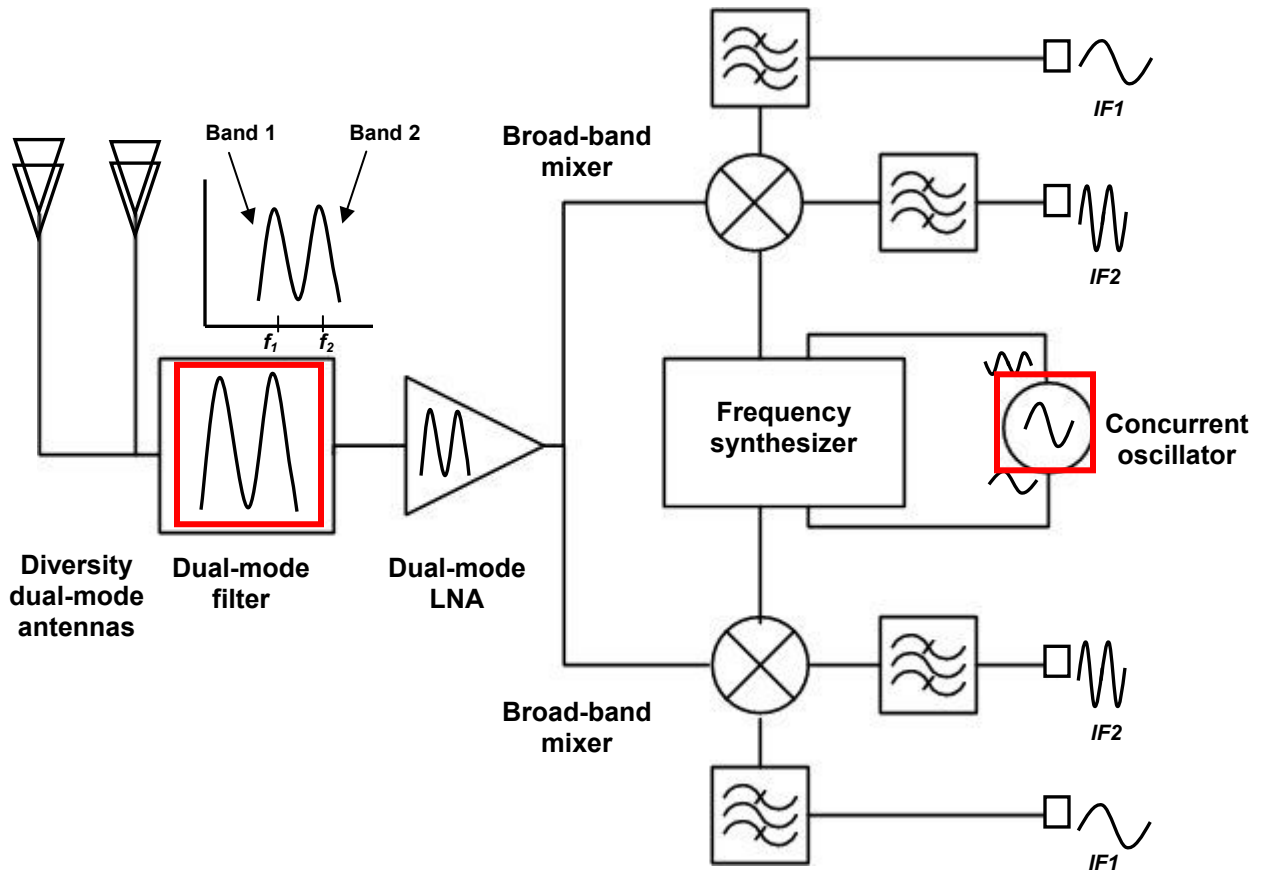 IF1
Band 1
Band 2
Broad-band
mixer
IF2
f1
f2
Frequency
synthesizer
Concurrent
oscillator
Diversity
dual-mode
antennas
Dual-mode
filter
Dual-mode
LNA
Broad-band
mixer
IF2
IF1